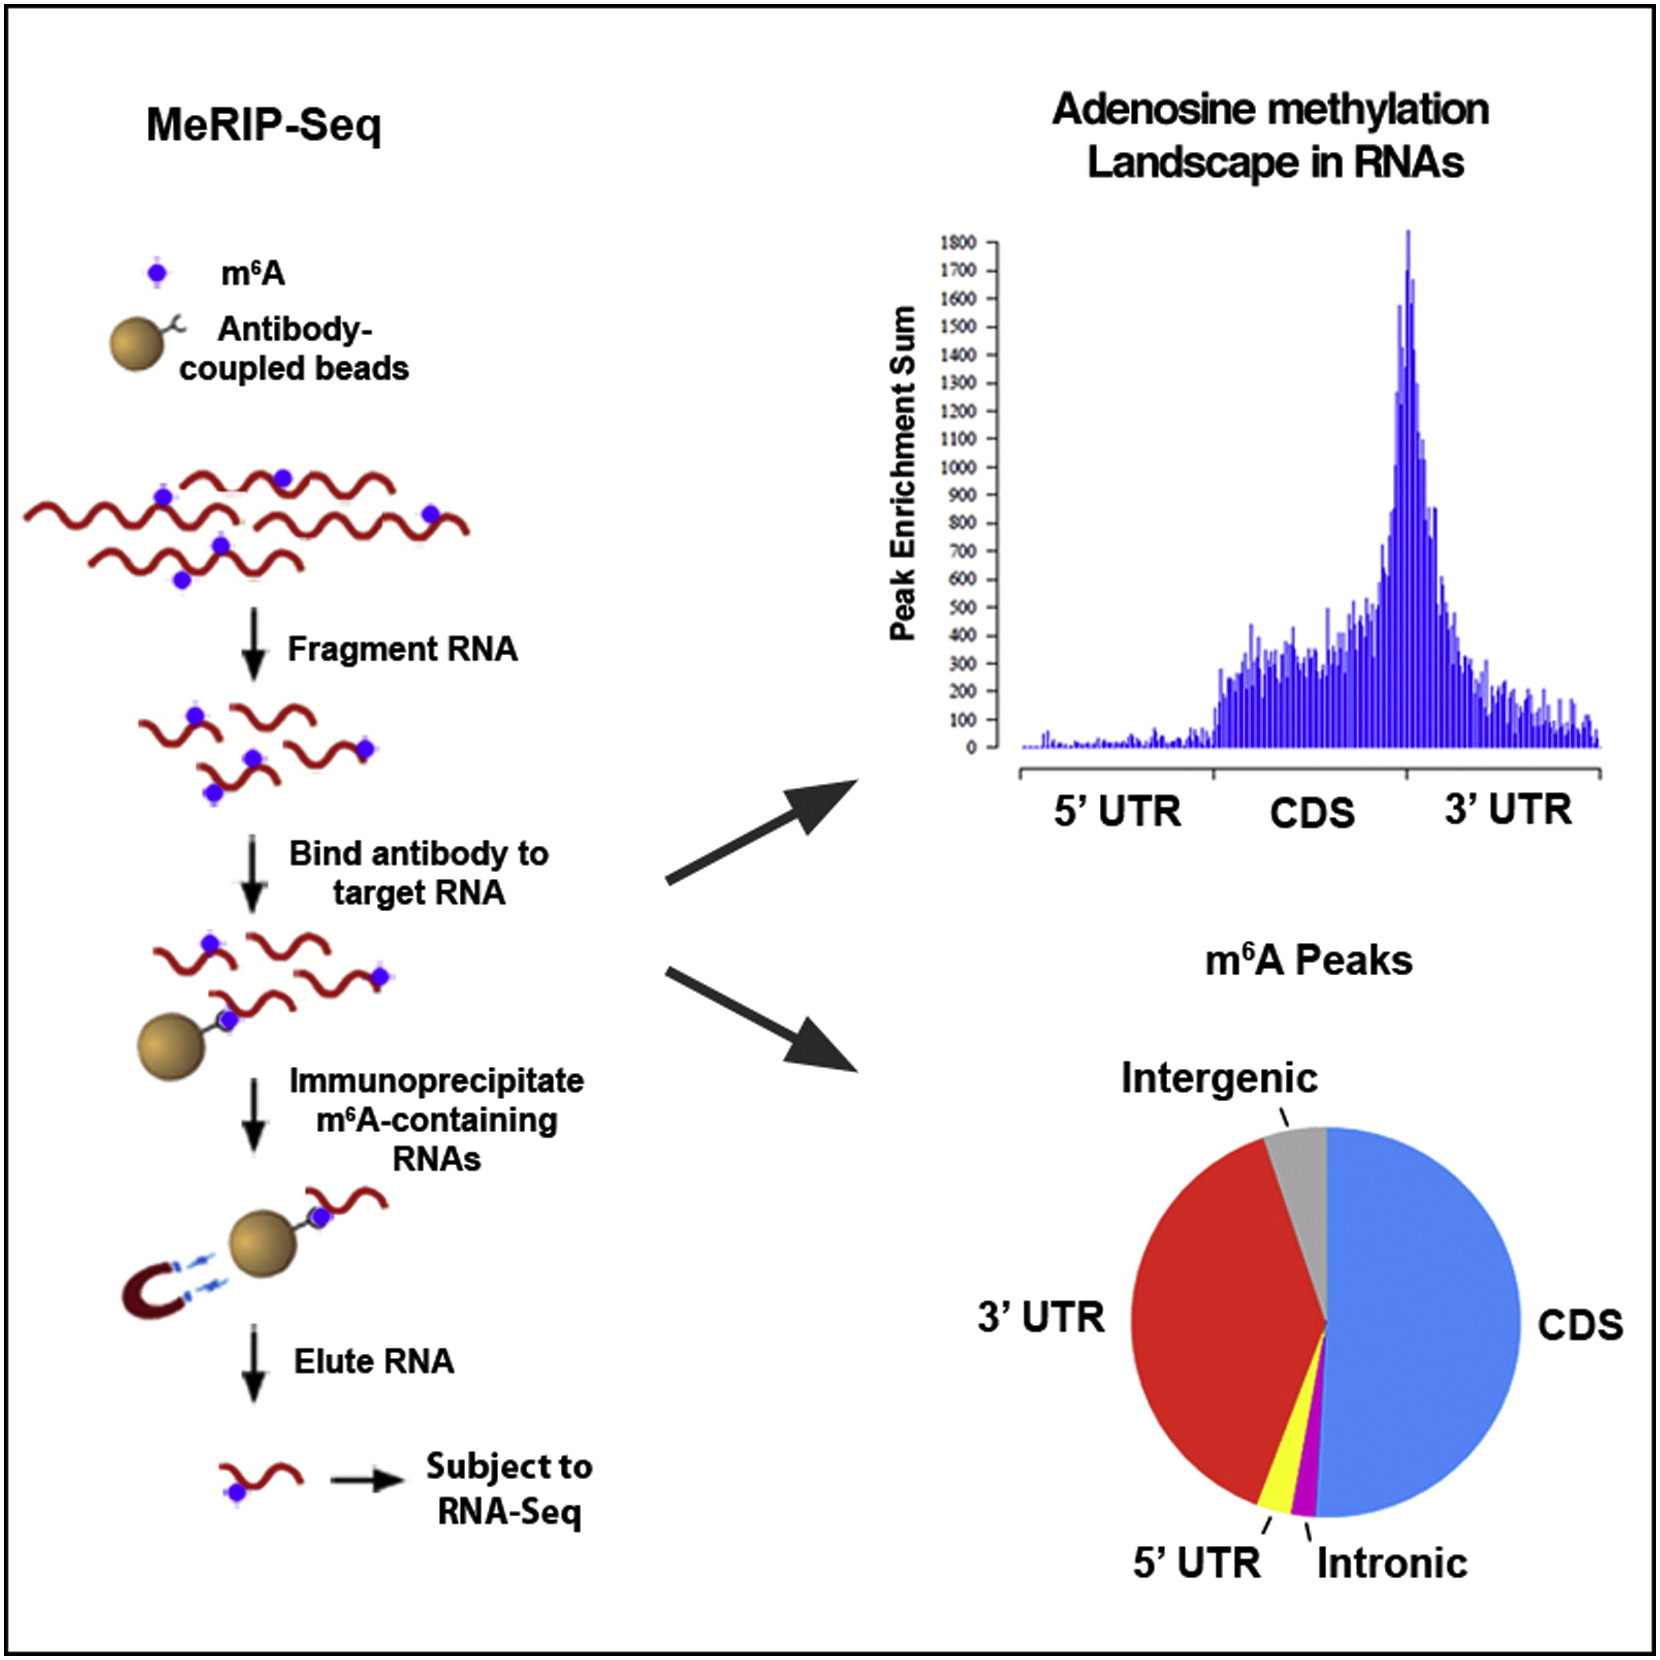 MeRIP-Seq
m⁶A
Antibody-
coupled beads
Fragment RNA
Bind antibody to
target RNA
Immunoprecipitate
m⁶A-containing
RNAs
Elute RNA
Subject to
RNA-Seq
Adenosine methylation
Landscape in RNAs
Peak Enrichment Sum
1800
1700
1600
1500
1400
1300
1200
1100
1000
900
800
700
600
500
400
300
200
100
0
5’ UTR
CDS
3’ UTR
m⁶A Peaks
Intergenic
3’ UTR
CDS
5’ UTR
Intronic